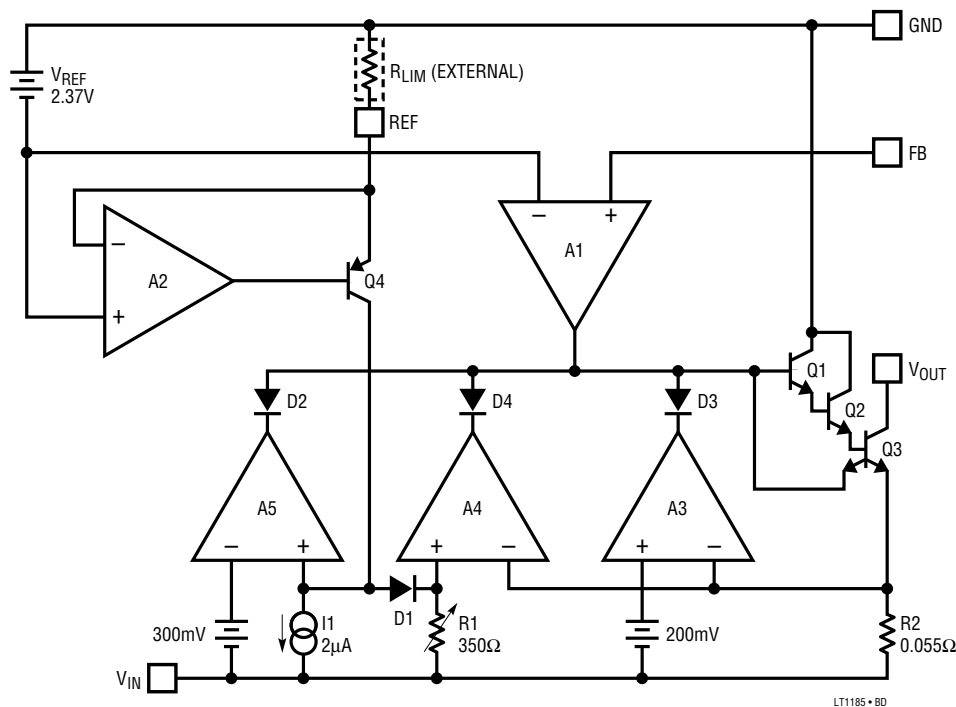 GND
V_REF
2.37V
R_LIM (EXTERNAL)
REF
FB
−
+
A1
−
+
A2
Q4
Q1
V_OUT
Q2
Q3
D2
D4
D3
A5
−
+
A4
+
−
A3
+
−
D1
300mV
I1
2μA
R1
350Ω
200mV
R2
0.055Ω
V_IN
LT1185 • BD